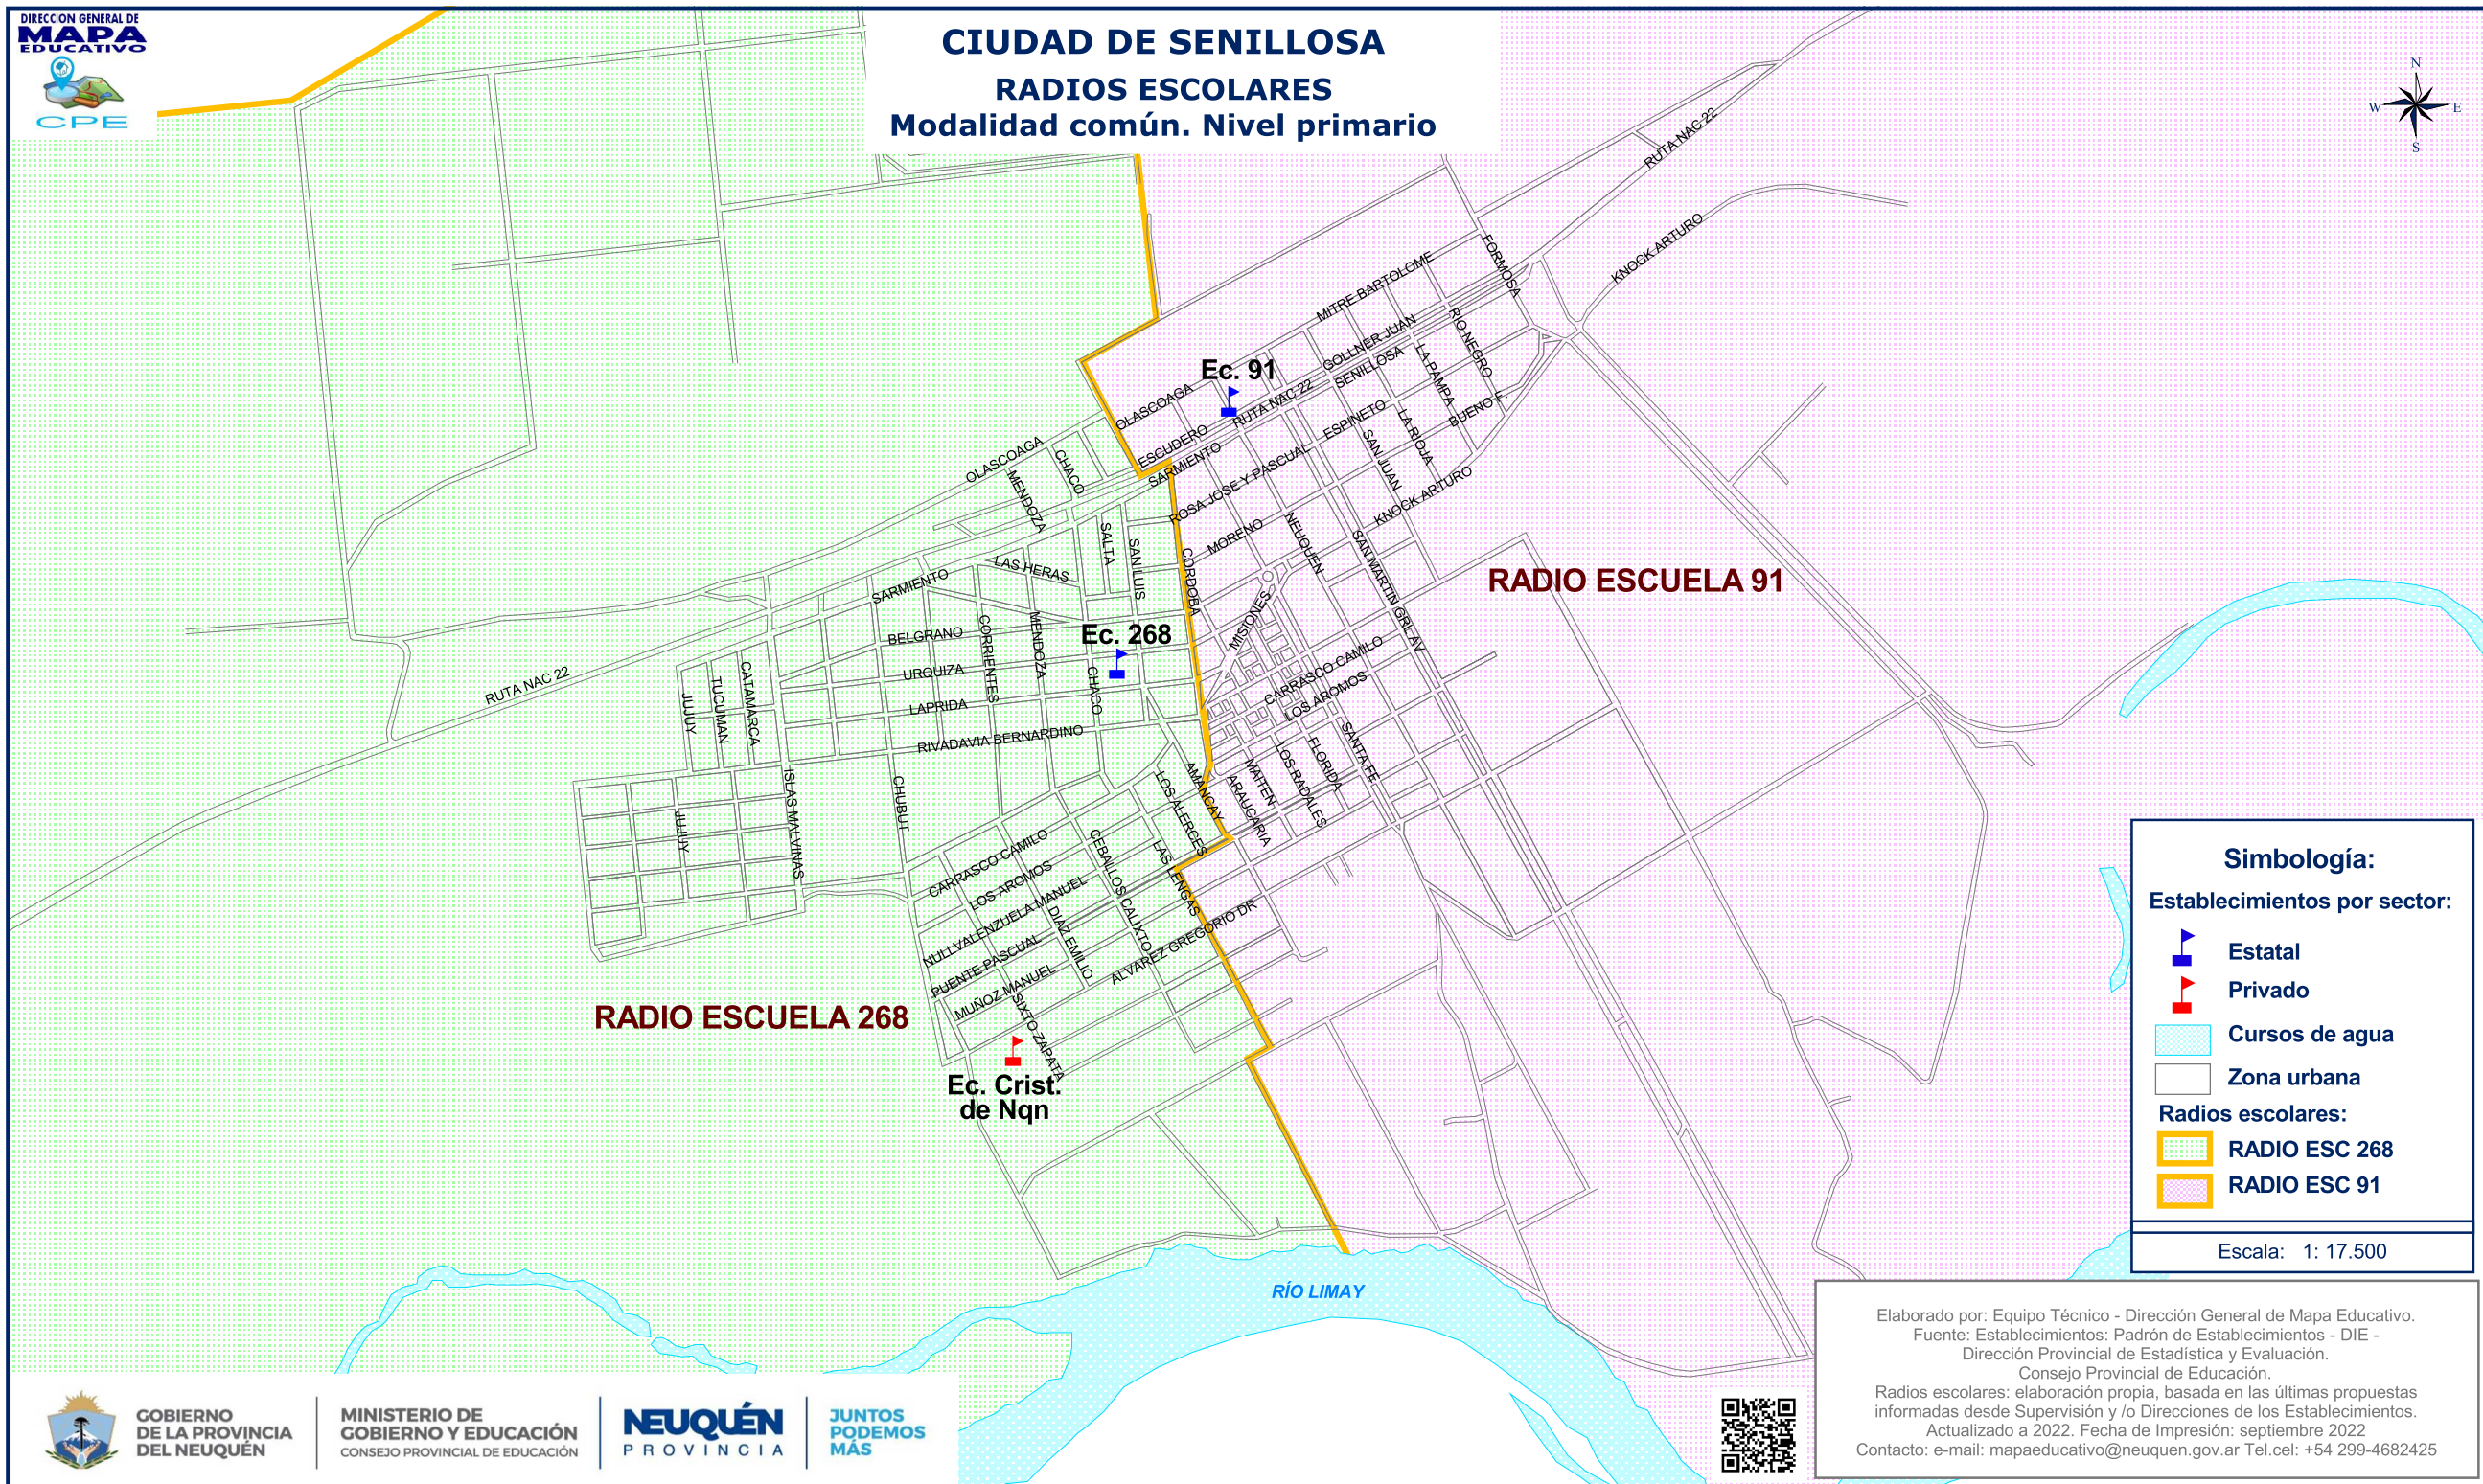 DIRECCION GENERAL DE
MAPA
EDUCATIVO
CPE
CIUDAD DE SENILLOSA
RADIOS ESCOLARES
Modalidad común. Nivel primario
N
W
E
S
RUTA NAC 22
KNOCK ARTURO
FORMOSA
MITRE BARTOLOME
GOLLNER JUAN
RIO NEGRO
SENILLOSA
LA PAMPA
Ec. 91
OLASCOAGA
RUTA NAC 22
ESPINETO
BUENO F.
LA RIOJA
ESCUDERO
SARMIENTO
SAN JUAN
OLASCOAGA
CHACO
MENDOZA
ROSA JOSE Y PASCUAL
KNOCK ARTURO
MORENO
NEUQUEN
SALTA
SAN LUIS
CORDOBA
SAN MARTIN GRL AV
LAS HERAS
SARMIENTO
RADIO ESCUELA 91
MISIONES
BELGRANO
CORRIENTES
MENDOZA
Ec. 268
URQUIZA
CHACO
CARRASCO CAMILO
LOS AROMOS
RUTA NAC 22
JUJUY
TUCUMAN
CATAMARCA
LAPRIDA
RIVADAVIA BERNARDINO
SANTA FE
FLORIDA
LOS RADALES
MAITEN
ARAUCARIA
AMANCAY
LOS ALERCES
ISLAS MALVINAS
CHUBUT
JUJUY
CARRASCO CAMILO
CEBALLOS CALIXTO
LAS LENGAS
LOS AROMOS
NULLVALENZUELA MANUEL
DIAZ EMILIO
PUENTE PASCUAL
ALVAREZ GREGORIO DR
MUÑOZ MANUEL
SIXTO ZAPATA
RADIO ESCUELA 268
Ec. Crist.
de Nqn
RÍO LIMAY
Simbología:
Establecimientos por sector:
Estatal
Privado
Cursos de agua
Zona urbana
Radios escolares:
RADIO ESC 268
RADIO ESC 91
Escala: 1: 17.500
Elaborado por: Equipo Técnico - Dirección General de Mapa Educativo.
Fuente: Establecimientos: Padrón de Establecimientos - DIE -
Dirección Provincial de Estadística y Evaluación.
Consejo Provincial de Educación.
Radios escolares: elaboración propia, basada en las últimas propuestas
informadas desde Supervisión y /o Direcciones de los Establecimientos.
Actualizado a 2022. Fecha de Impresión: septiembre 2022
Contacto: e-mail: mapaeducativo@neuquen.gov.ar Tel.cel: +54 299-4682425
GOBIERNO
DE LA PROVINCIA
DEL NEUQUÉN
MINISTERIO DE
GOBIERNO Y EDUCACIÓN
CONSEJO PROVINCIAL DE EDUCACIÓN
NEUQUÉN
PROVINCIA
JUNTOS
PODEMOS
MÁS